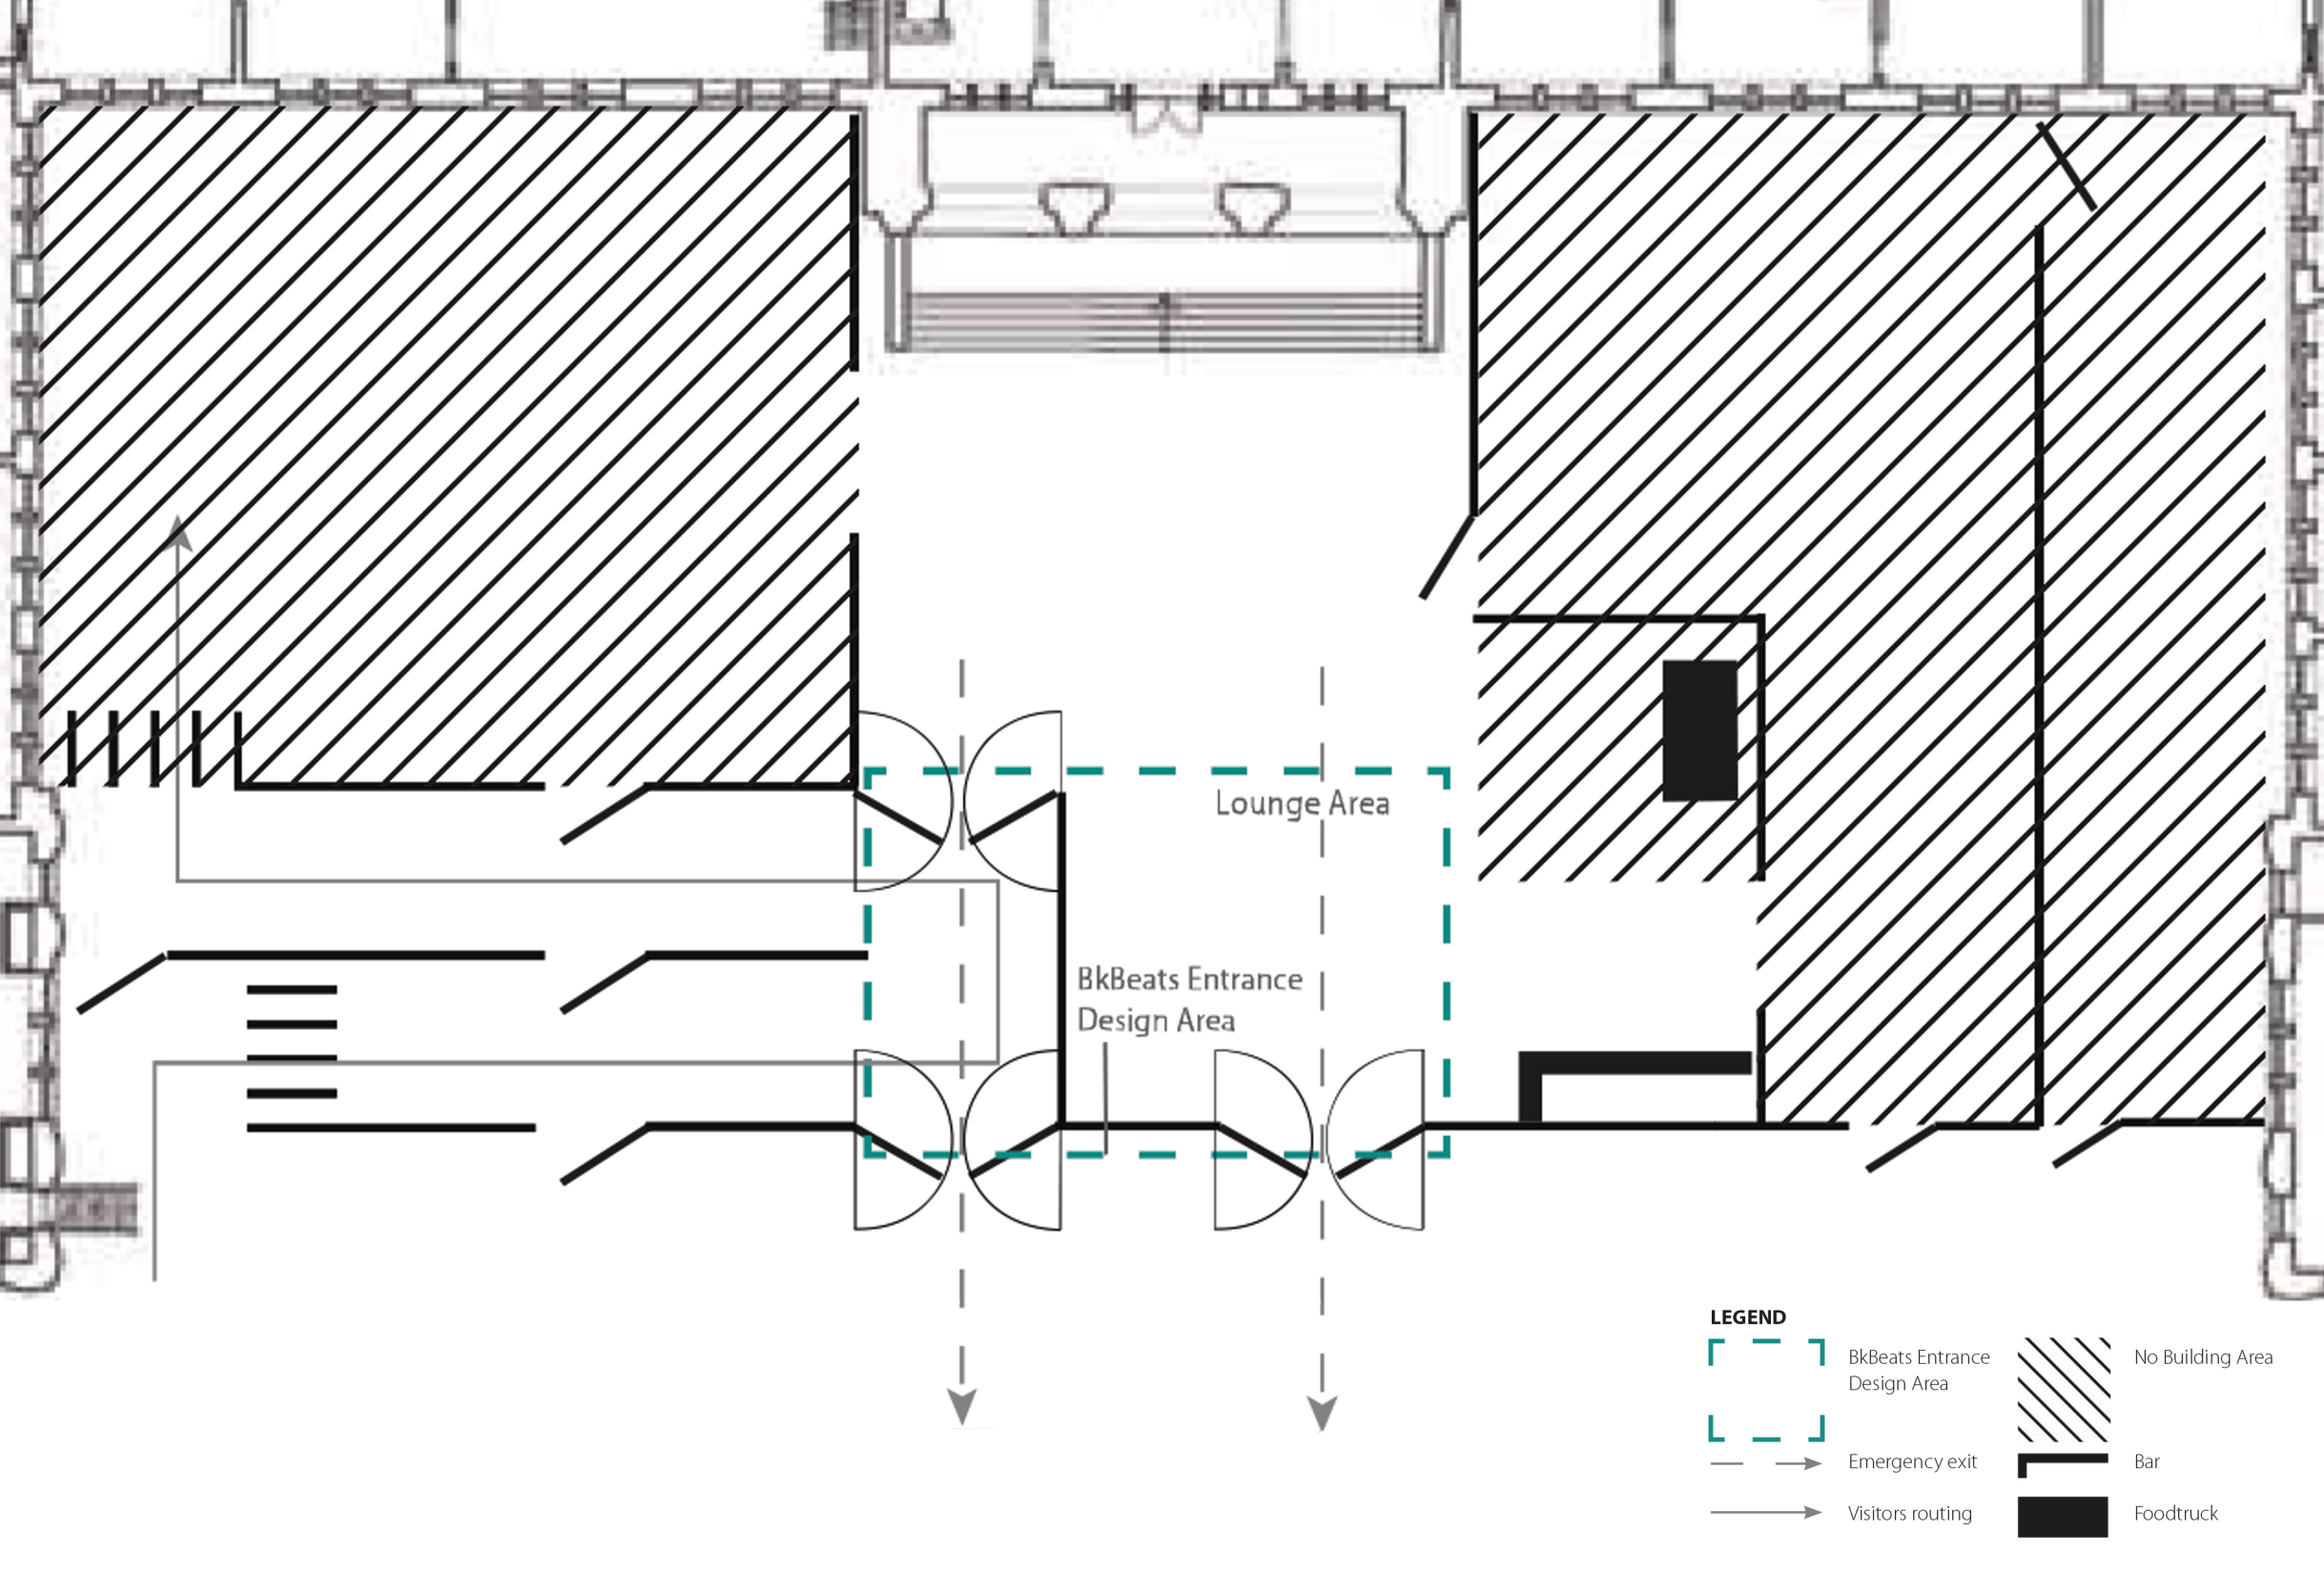 Lounge Area
BkBeats Entrance
Design Area
LEGEND
BkBeats Entrance
Design Area
No Building Area
Emergency exit
Bar
Visitors routing
Foodtruck